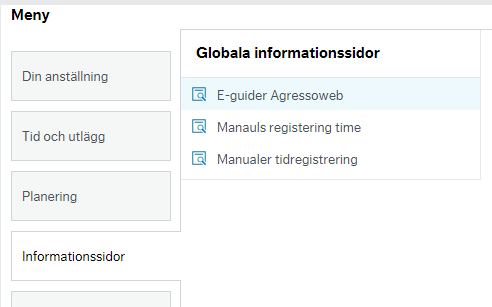 Meny
Din anställning
Tid och utlägg
Planering
Informationssidor
Globala informationssidor
E-guider Agressoweb
Manauls registering time
Manualer tidregistrering